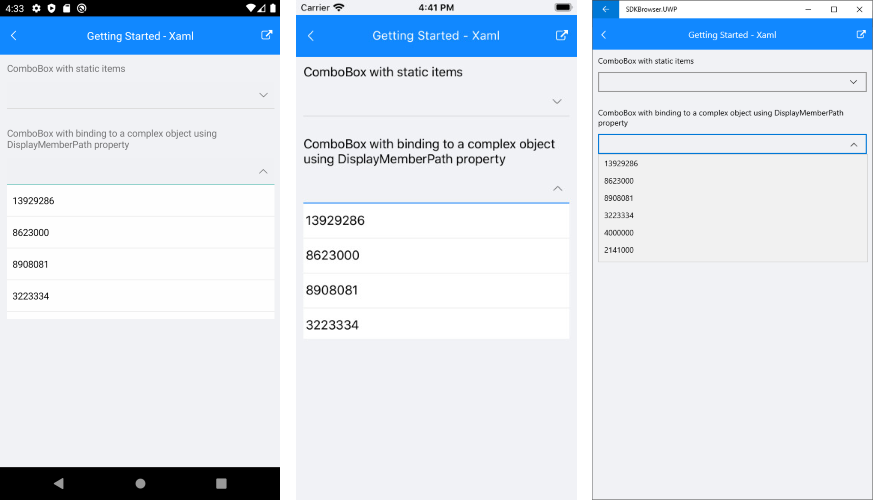 4:33
Getting Started - Xaml
ComboBox with static items
ComboBox with binding to a complex object using
DisplayMemberPath property
13929286
8623000
8908081
3223334
Carrier
4:41 PM
Getting Started - Xaml
ComboBox with static items
ComboBox with binding to a complex object
using DisplayMemberPath property
13929286
8623000
8908081
3223334
SDKBrowser.UWP
Getting Started - Xaml
ComboBox with static items
ComboBox with binding to a complex object using DisplayMemberPath
property
13929286
8623000
8908081
3223334
4000000
2141000